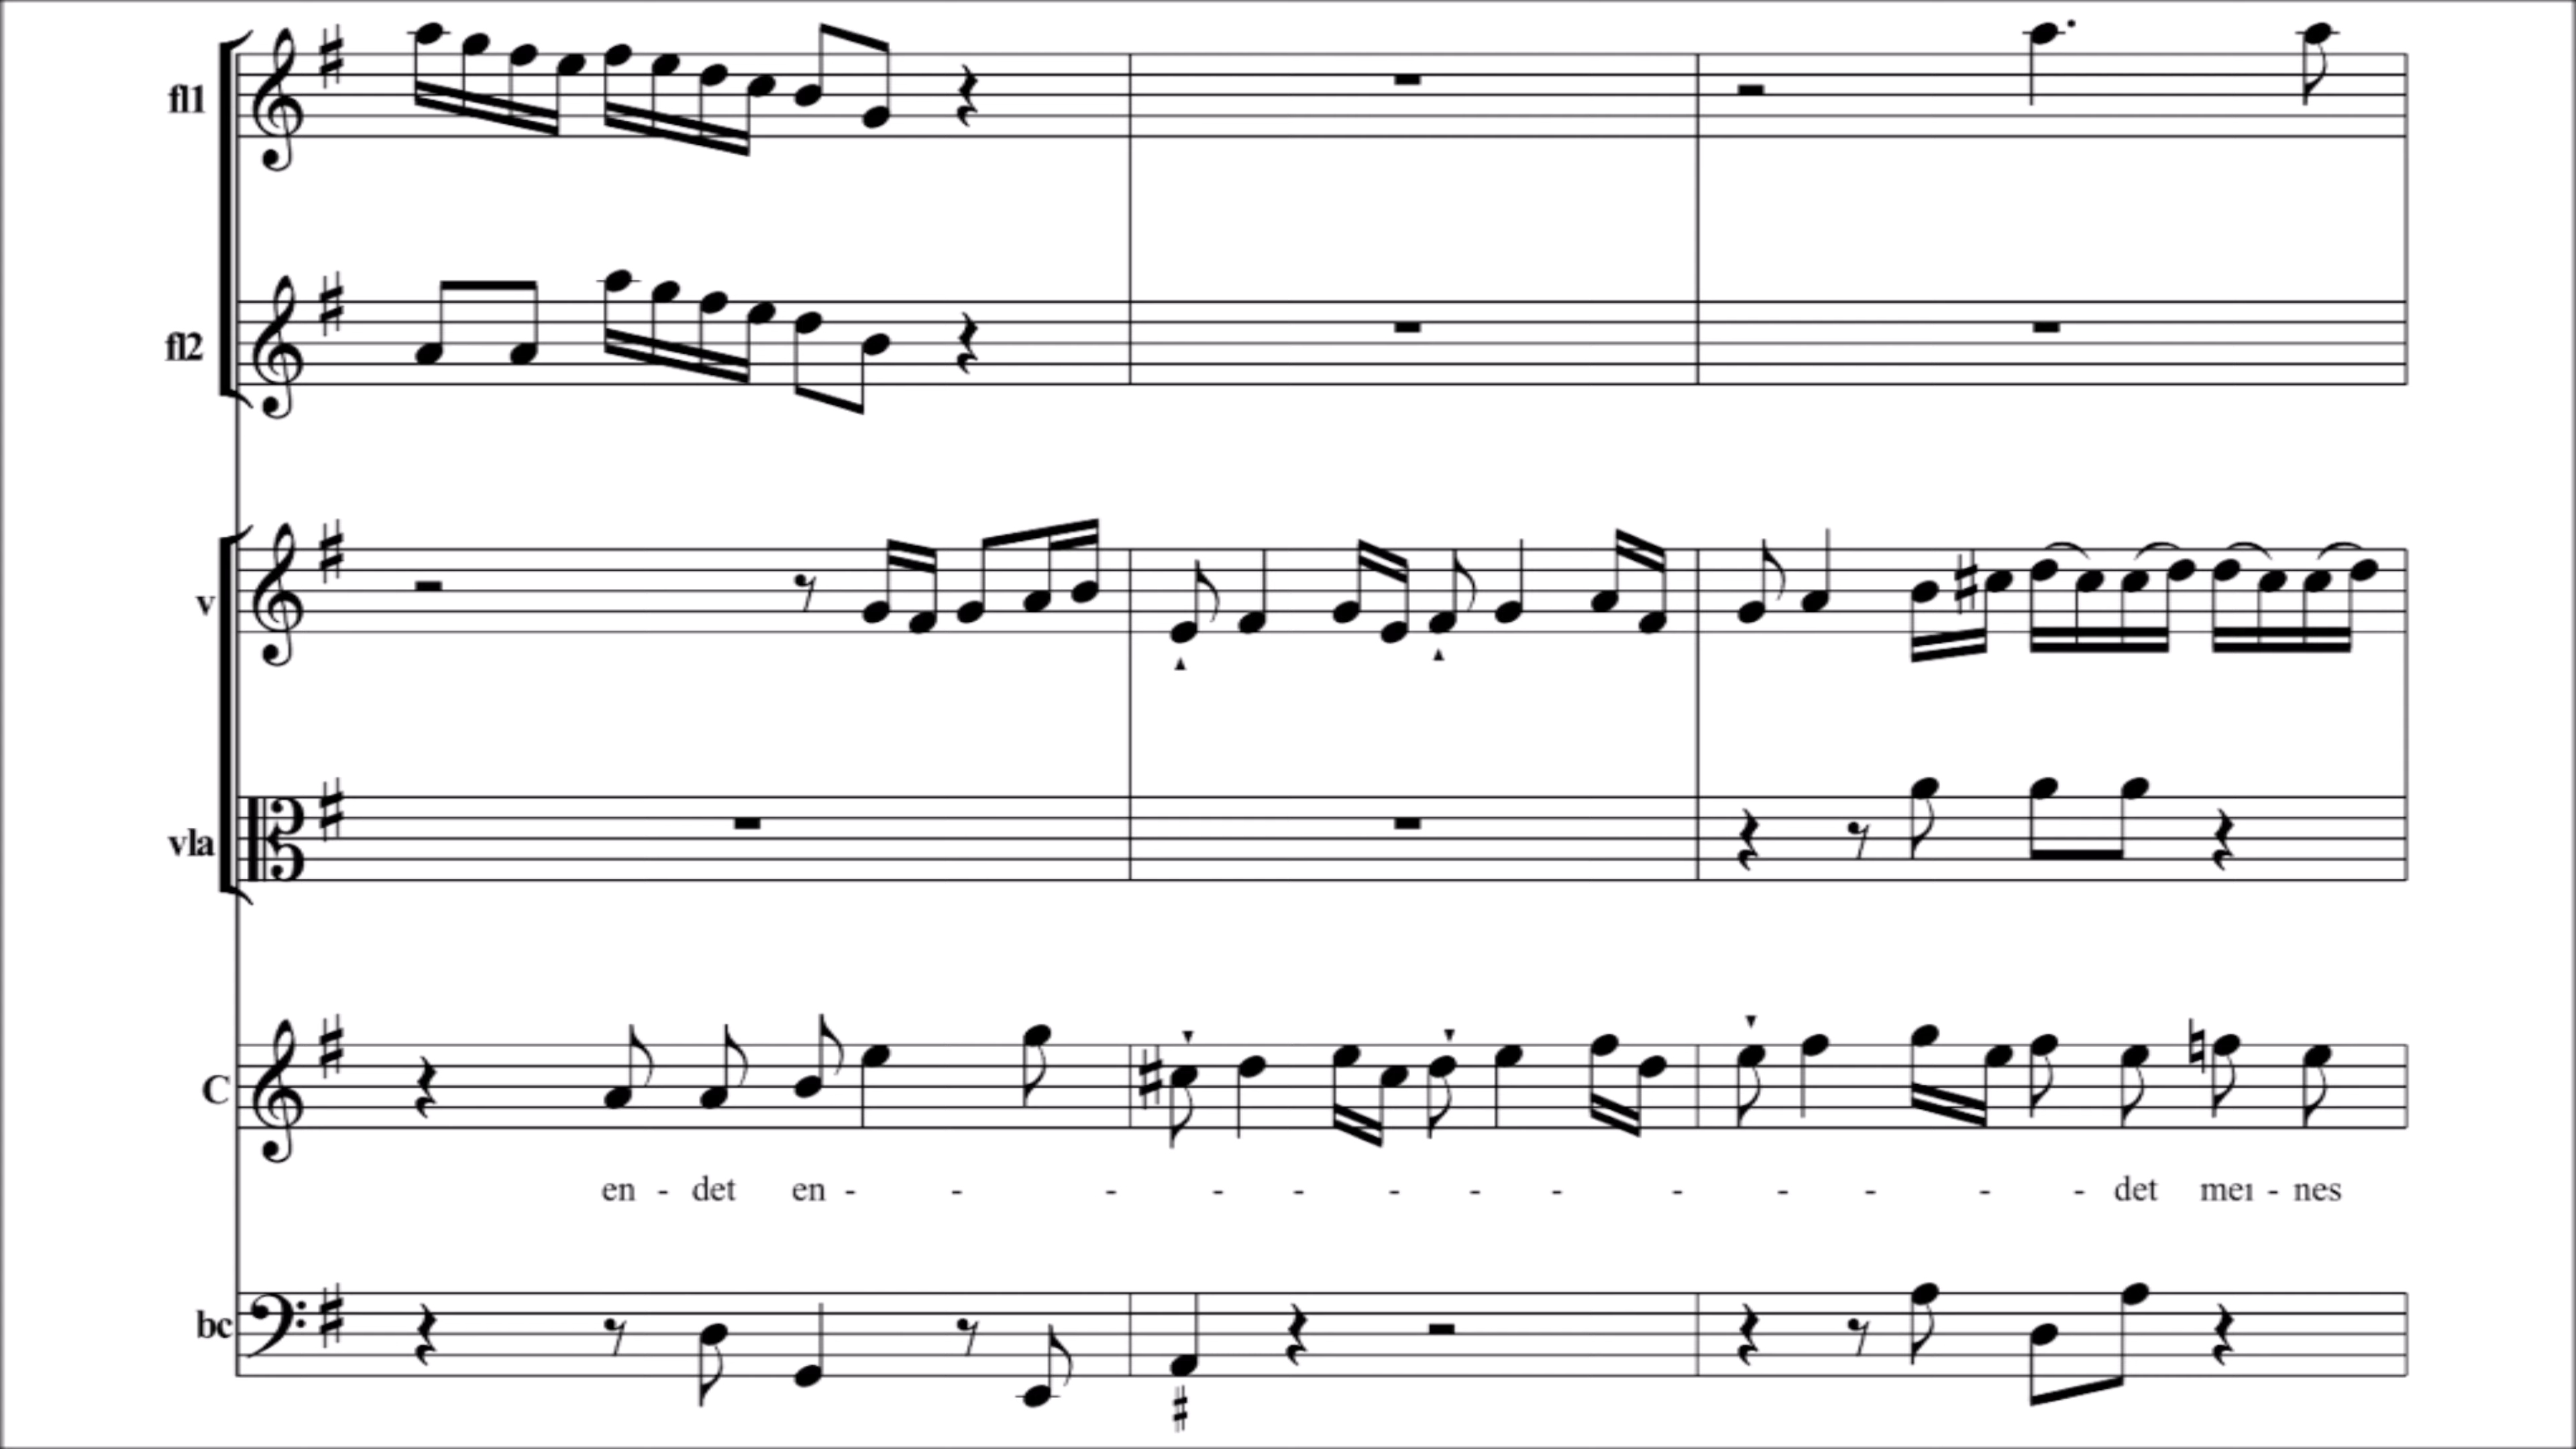 fl1
fl2
v
vla
C
en - det en - - - - - - - - - - - - - - det mei - nes
bc